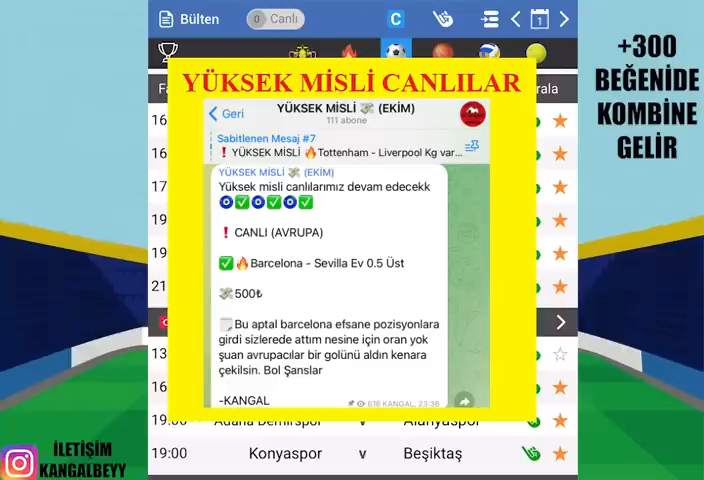 Bülten
0 Canlı
C
1
+300
BEĞENİDE
KOMBİNE
GELİR
YÜKSEK MİSLİ CANLILAR
Geri
YÜKSEK MİSLİ 💸 (EKİM)
111 abone
Sabitlenen Mesaj #7
❗ YÜKSEK MİSLİ 🔥Tottenham - Liverpool Kg var...
YÜKSEK MİSLİ 💸 (EKİM)
Yüksek misli canlılarımız devam edecekk
🧿✅🧿✅🧿✅
❗ CANLI (AVRUPA)
✅🔥Barcelona - Sevilla Ev 0.5 Üst
💸500₺
🗒️Bu aptal barcelona efsane pozisyonlara
girdi sizlerede attım nesine için oran yok
şuan avrupacılar bir golünü aldın kenara
çekilsin. Bol Şanslar
-KANGAL
616 KANGAL, 23:36
19:00 Adana Demirspor v Alanyaspor
19:00 Konyaspor v Beşiktaş
İLETİŞİM
KANGALBEYY